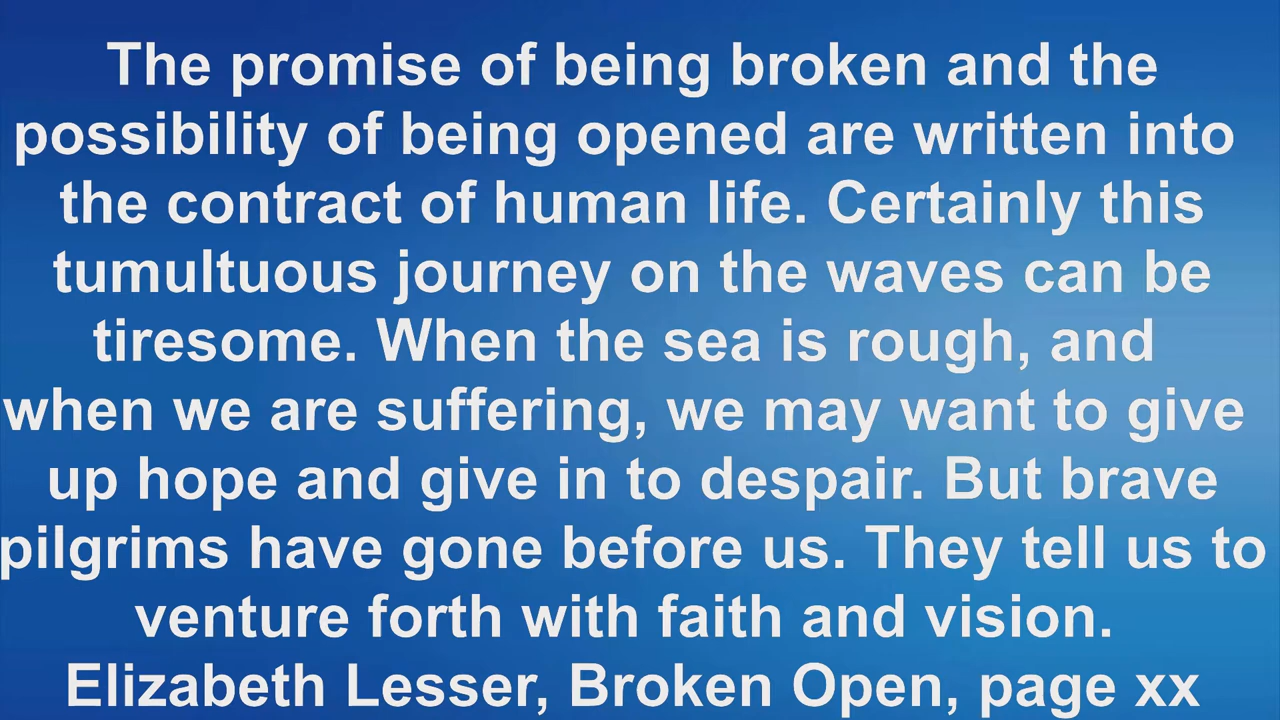 The promise of being broken and the
possibility of being opened are written into
the contract of human life. Certainly this
tumultuous journey on the waves can be
tiresome. When the sea is rough, and
when we are suffering, we may want to give
up hope and give in to despair. But brave
pilgrims have gone before us. They tell us to
venture forth with faith and vision.
Elizabeth Lesser, Broken Open, page xx